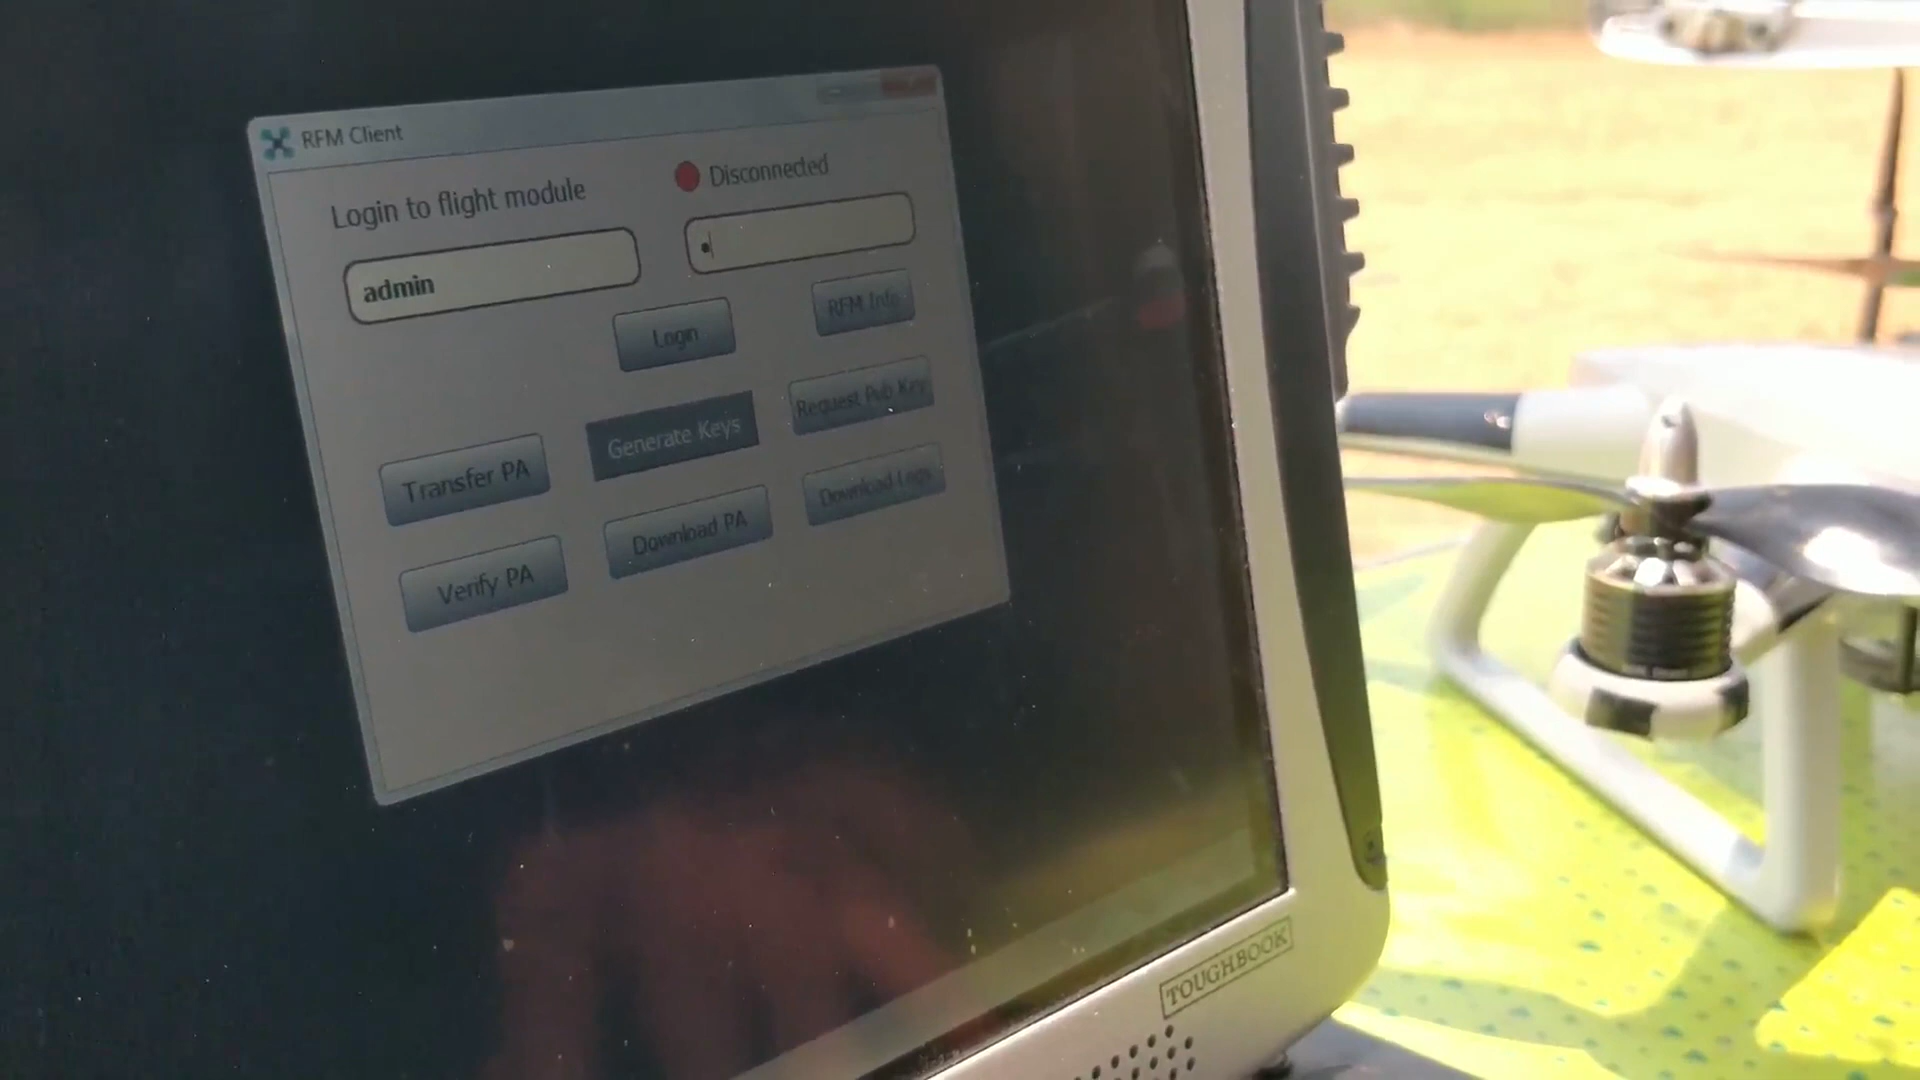 RFM Client
Login to flight module
Disconnected
admin
Login
RFM Info
Generate Keys
Request Pub Key
Transfer PA
Download PA
Download Logs
Verify PA
TOUGHBOOK